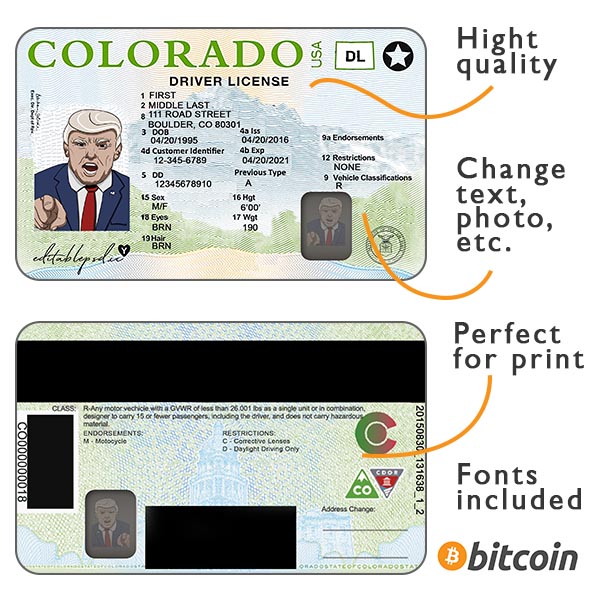 COLORADO USA DL
DRIVER LICENSE
1 FIRST
2 MIDDLE LAST
8 111 ROAD STREET
BOULDER, CO 80301
3 DOB
04/20/1995
4a Iss
04/20/2016
9a Endorsements
4d Customer Identifier
12-345-6789
4b Exp
04/20/2021
12 Restrictions
NONE
5 DD
12345678910
Previous Type
A
9 Vehicle Classifications
R
15 Sex
M/F
16 Hgt
6'00'
18 Eyes
BRN
17 Wgt
190
19 Hair
BRN
editablepsd.ie
Hight
quality
Change
text,
photo,
etc.
CLASS: R-Any motor vechicle with a GVWR of less than 26.001 lbs as a single unit or in combination,
designer to carry 15 or fewer passengers, including the driver, and does not carry hazardous
material.
ENDORSEMENTS:
M - Motocycle
RESTRICTIONS:
C - Corrective Lenses
D - Daylight Driving Only
CO000000018
20150830_131638_1_2
CO
CDOR
Address Change:
Perfect
for print
Fonts
included
bitcoin